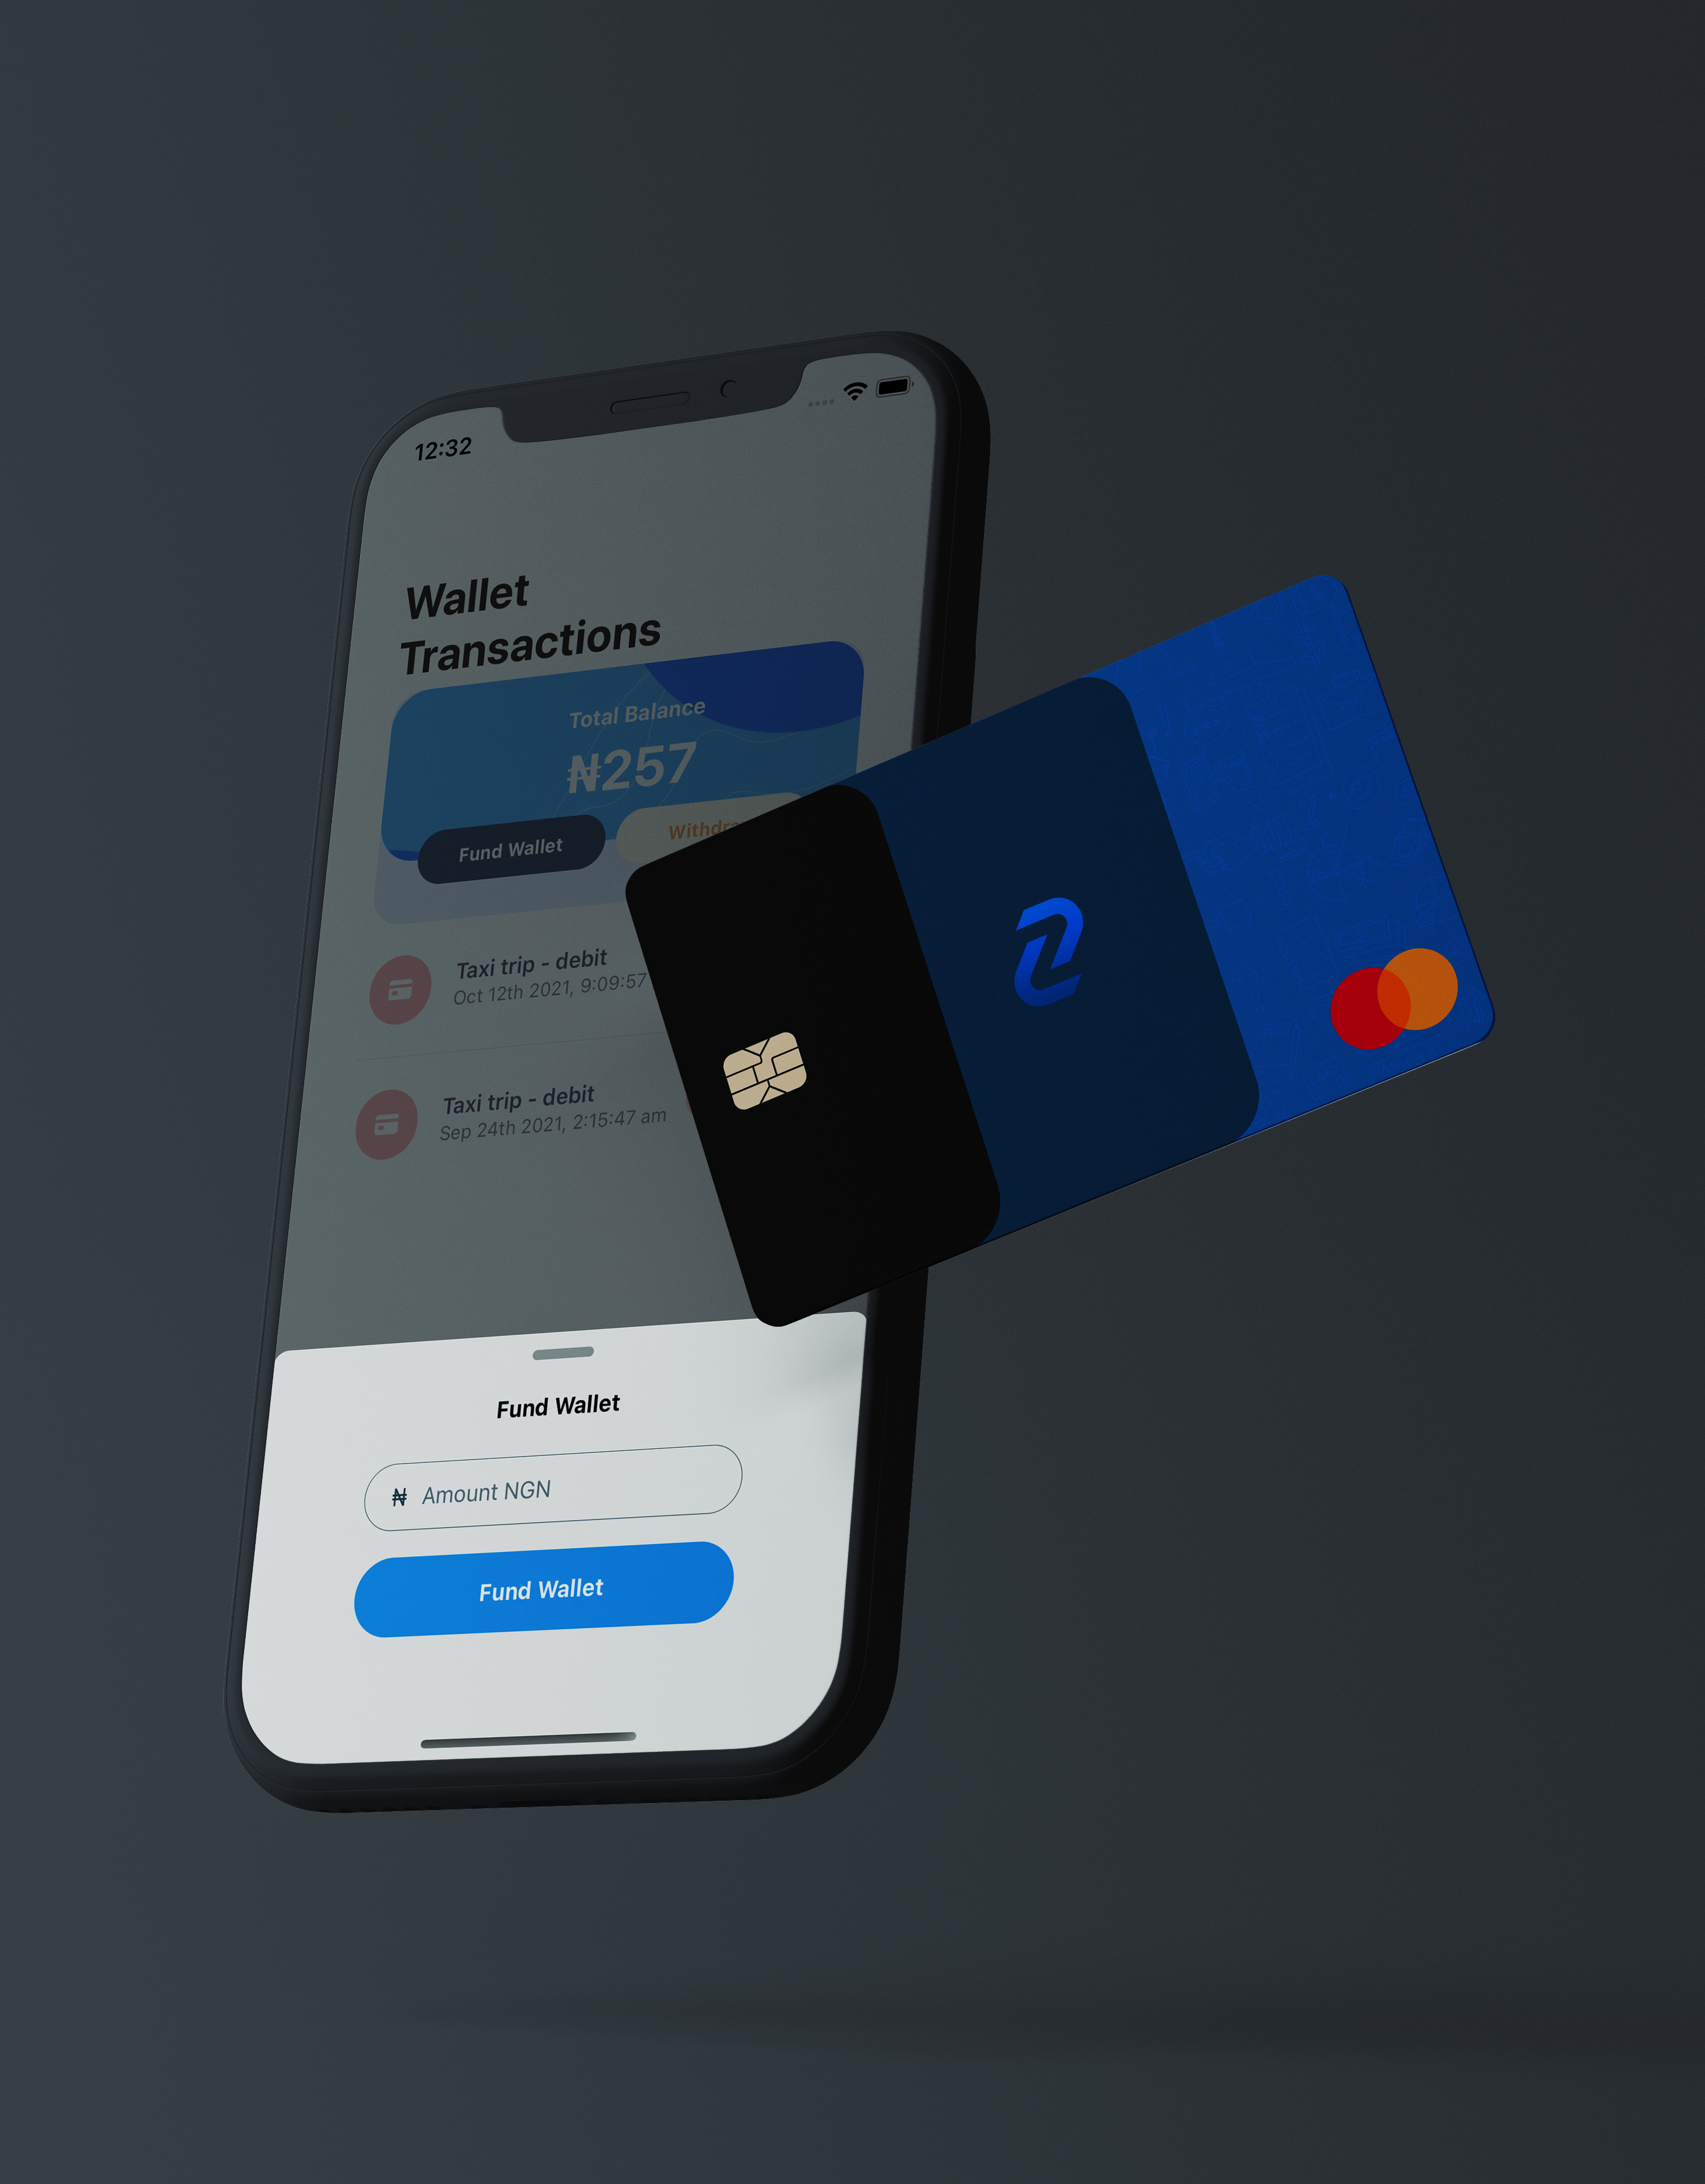 12:32
Wallet
Transactions
Total Balance
₦257
Fund Wallet
Taxi trip - debit
Oct 12th 2021, 9:09:57
Taxi trip - debit
Sep 24th 2021, 2:15:47 am
Fund Wallet
₦ Amount NGN
Fund Wallet